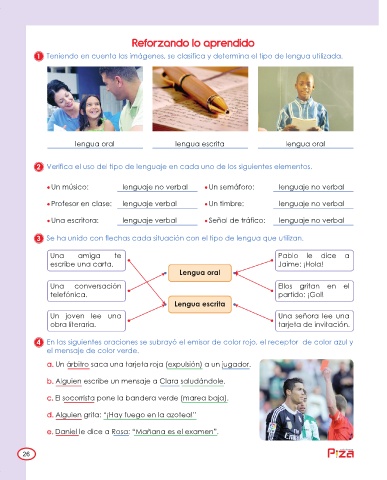 Reforzando lo aprendido
1 Teniendo en cuenta las imágenes, se clasifica y determina el tipo de lengua utilizada.
lengua oral lengua escrita lengua oral
2 Verifica el uso del tipo de lenguaje en cada uno de los siguientes elementos.
• Un músico: lenguaje no verbal • Un semáforo: lenguaje no verbal
• Profesor en clase: lenguaje verbal • Un timbre: lenguaje no verbal
• Una escritora: lenguaje verbal • Señal de tráfico: lenguaje no verbal
3 Se ha unido con flechas cada situación con el tipo de lengua que utilizan.
Una amiga te
escribe una carta.
Pablo le dice a
Jaime: ¡Hola!
Lengua oral
Una conversación
telefónica.
Ellos gritan en el
partido: ¡Gol!
Lengua escrita
Un joven lee una
obra literaria.
Una señora lee una
tarjeta de invitación.
4 En las siguientes oraciones se subrayó el emisor de color rojo, el receptor de color azul y
el mensaje de color verde.
a. Un árbitro saca una tarjeta roja (expulsión) a un jugador.
b. Alguien escribe un mensaje a Clara saludándole.
c. El socorrista pone la bandera verde (marea baja).
d. Alguien grita: "¡Hay fuego en la azotea!"
e. Daniel le dice a Rosa: "Mañana es el examen".
26